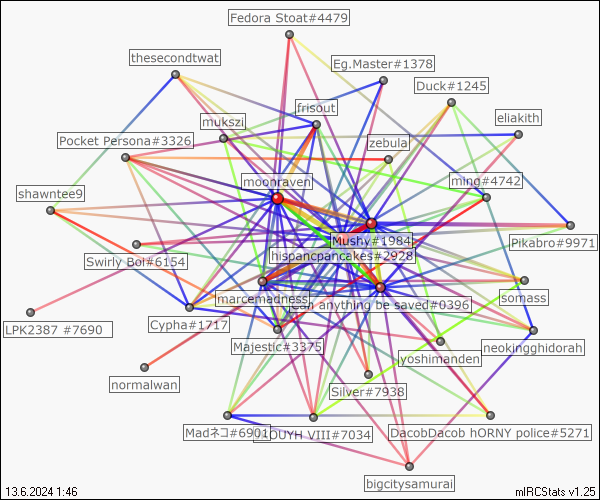 Fedora Stoat#4479
thesecondtwat
Eg.Master#1378
Duck#1245
frisout
mukszi
eliakith
Pocket Persona#3326
zebula
moonraven
ming#4742
shawntee9
Mushy#1984
Pikabro#9971
hispancpancakes#2928
Swirly Boi#6154
somass
marcemadness
can anything be saved#0396
LPK2387 #7690
Cypha#1717
Majestic#3375
neokingghidorah
yoshimanden
normalwan
Silver#7938
Madネコ#6901
OUYH VIII#7034
DacobDacob hORNY police#5271
bigcitysamurai
13.6.2024 1:46
mIRCStats v1.25